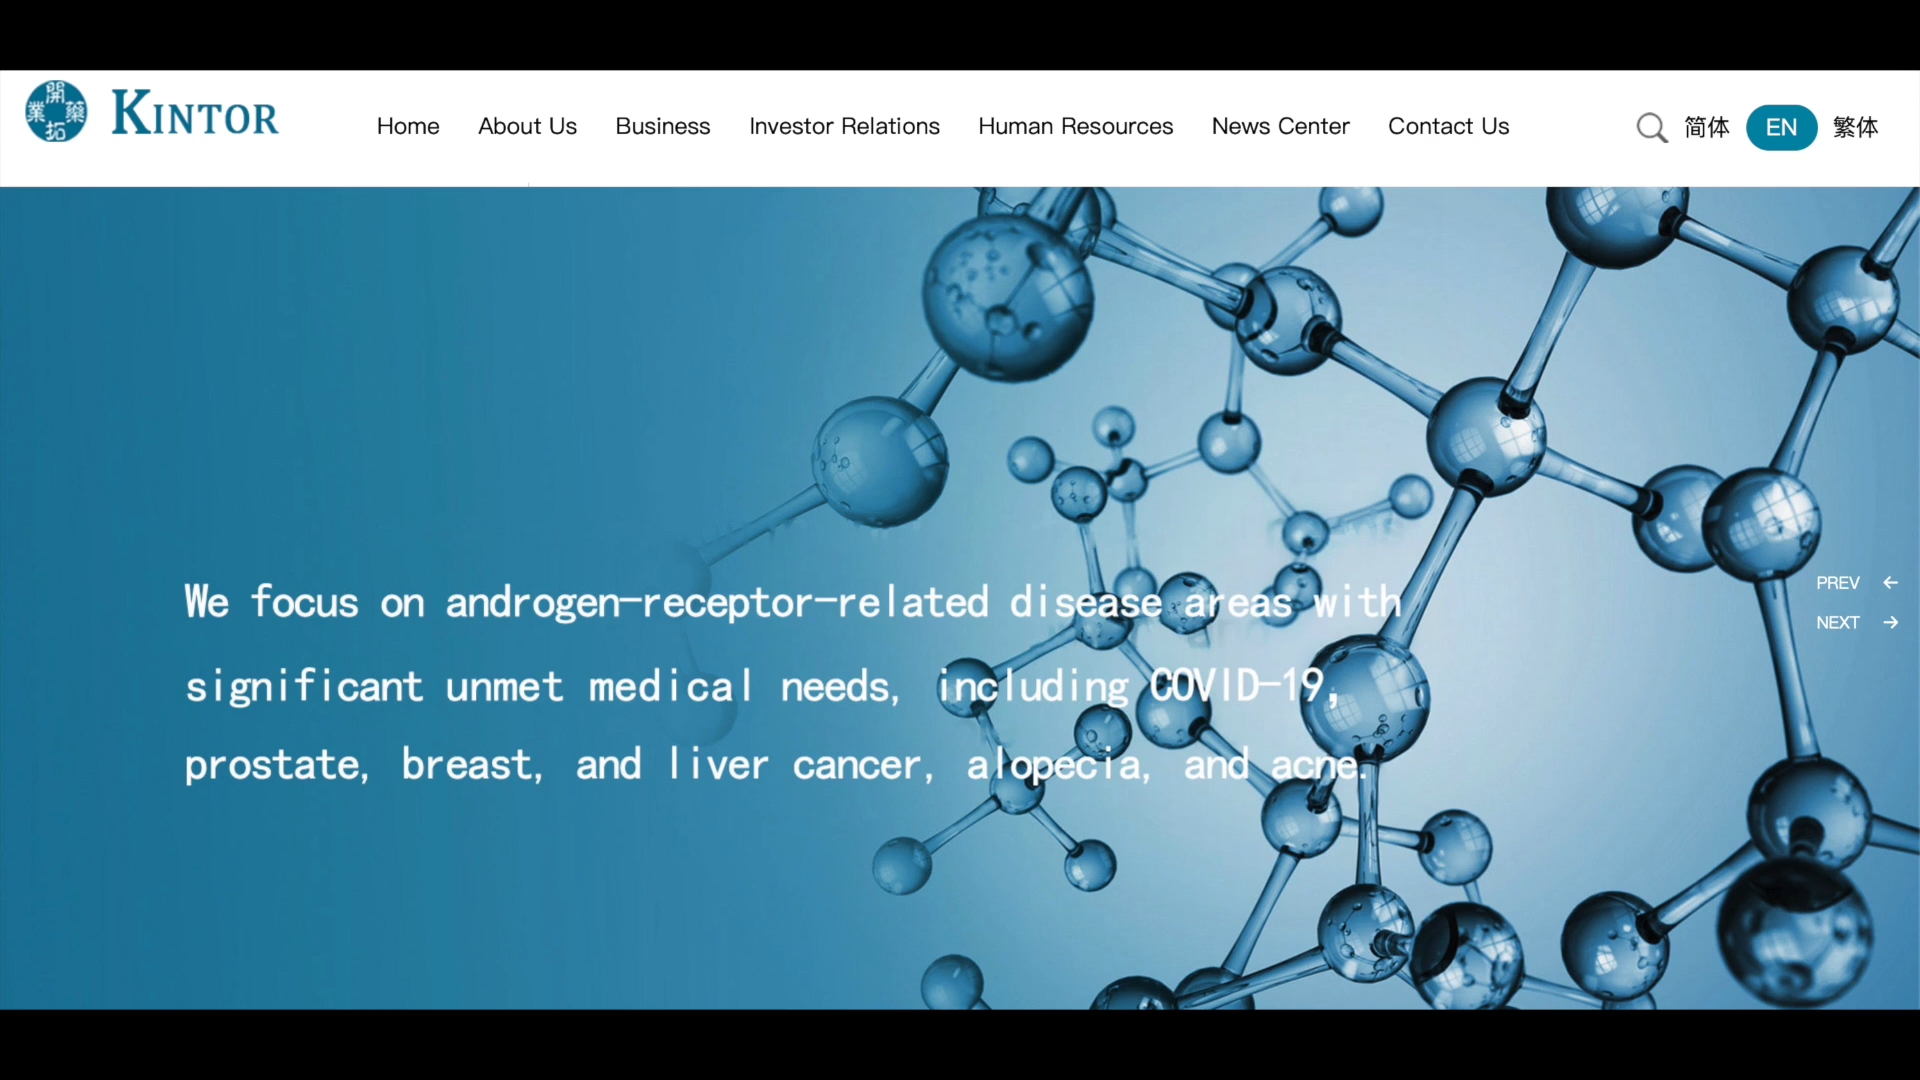 開
業 藥
拓
KINTOR
Home About Us Business Investor Relations Human Resources News Center Contact Us
简体 EN 繁体
We focus on androgen-receptor-related disease areas with
significant unmet medical needs, including COVID-19,
prostate, breast, and liver cancer, alopecia, and acne.
PREV ←
NEXT →